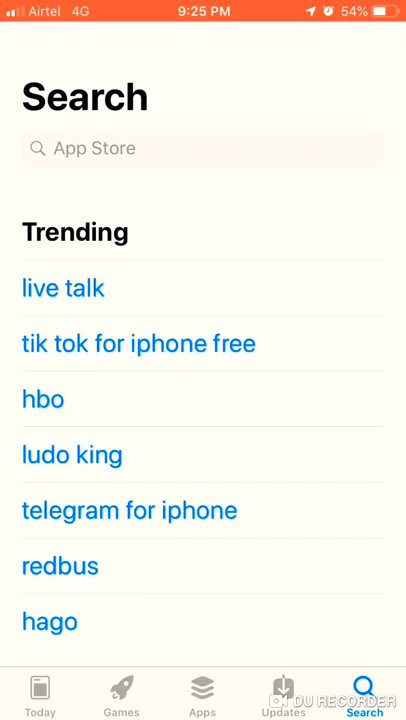 Airtel 4G 9:25 PM 54%
Search
App Store
Trending
live talk
tik tok for iphone free
hbo
ludo king
telegram for iphone
redbus
hago
DU RECORDER
Today Games Apps Updates Search